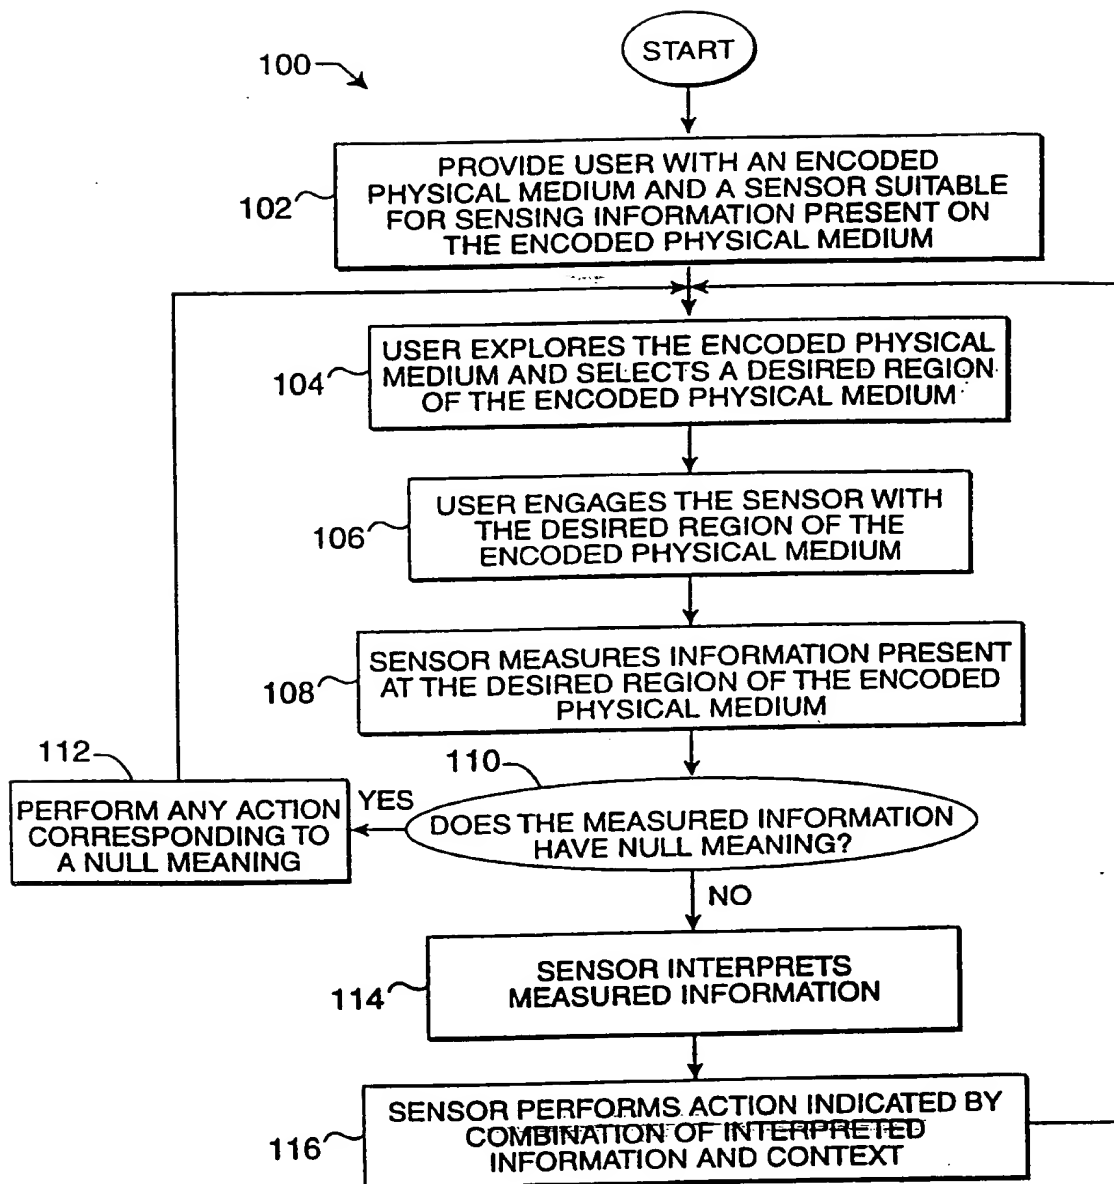 START
100
PROVIDE USER WITH AN ENCODED
PHYSICAL MEDIUM AND A SENSOR SUITABLE
FOR SENSING INFORMATION PRESENT ON
THE ENCODED PHYSICAL MEDIUM
102
USER EXPLORES THE ENCODED PHYSICAL
MEDIUM AND SELECTS A DESIRED REGION
OF THE ENCODED PHYSICAL MEDIUM
104
USER ENGAGES THE SENSOR WITH
THE DESIRED REGION OF THE
ENCODED PHYSICAL MEDIUM
106
SENSOR MEASURES INFORMATION PRESENT
AT THE DESIRED REGION OF THE ENCODED
PHYSICAL MEDIUM
108
112
110
PERFORM ANY ACTION
CORRESPONDING TO
A NULL MEANING
YES
DOES THE MEASURED INFORMATION
HAVE NULL MEANING?
NO
SENSOR INTERPRETS
MEASURED INFORMATION
114
SENSOR PERFORMS ACTION INDICATED BY
COMBINATION OF INTERPRETED
INFORMATION AND CONTEXT
116